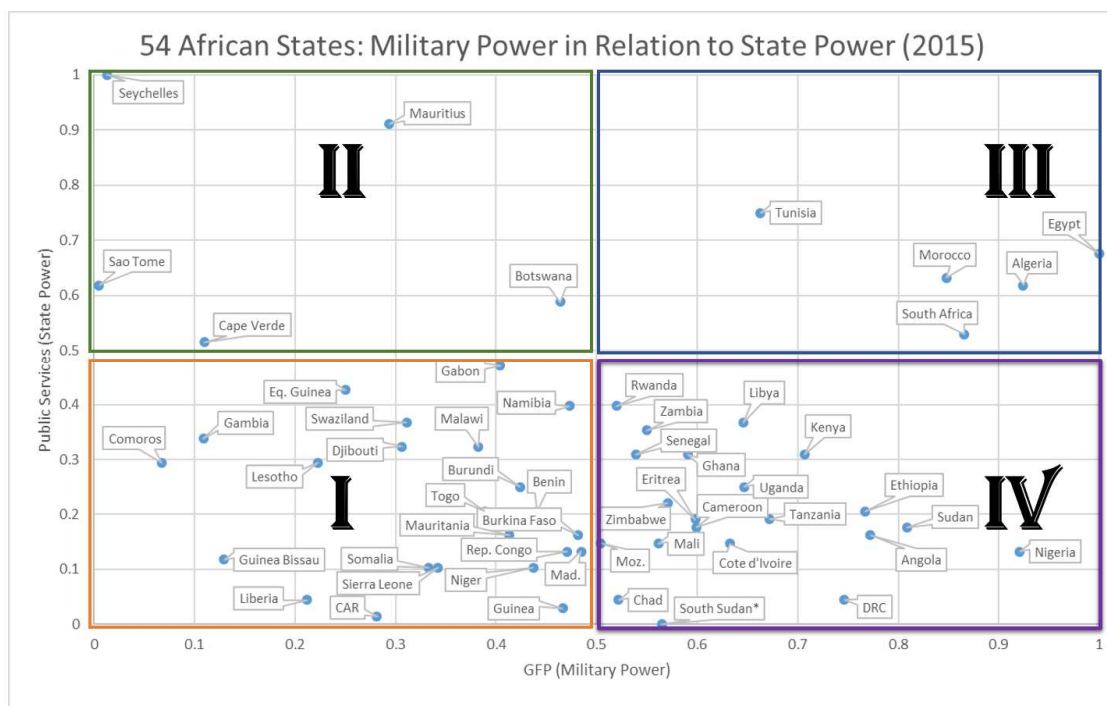 54 African States: Military Power in Relation to State Power (2015)
Public Services (State Power)
1
0.9
0.8
0.7
0.6
0.5
0.4
0.3
0.2
0.1
0
Seychelles
Mauritius
II
III
Tunisia
Egypt
Sao Tome
Morocco
Algeria
Botswana
South Africa
Cape Verde
Gabon
Eq. Guinea
Namibia
Rwanda
Libya
Swaziland
Malawi
Zambia
Gambia
Kenya
Comoros
Djibouti
Senegal
Lesotho
Burundi
Benin
Ghana
I
Eritrea
Uganda
Ethiopia
IV
Togo
Cameroon
Mauritania
Burkina Faso
Zimbabwe
Tanzania
Sudan
Guinea Bissau
Somalia
Rep. Congo
Mad.
Moz.
Mali
Cote d'Ivoire
Angola
Nigeria
Sierra Leone
Niger
Liberia
CAR
Guinea
Chad
South Sudan*
DRC
0 0.1 0.2 0.3 0.4 0.5 0.6 0.7 0.8 0.9 1
GFP (Military Power)